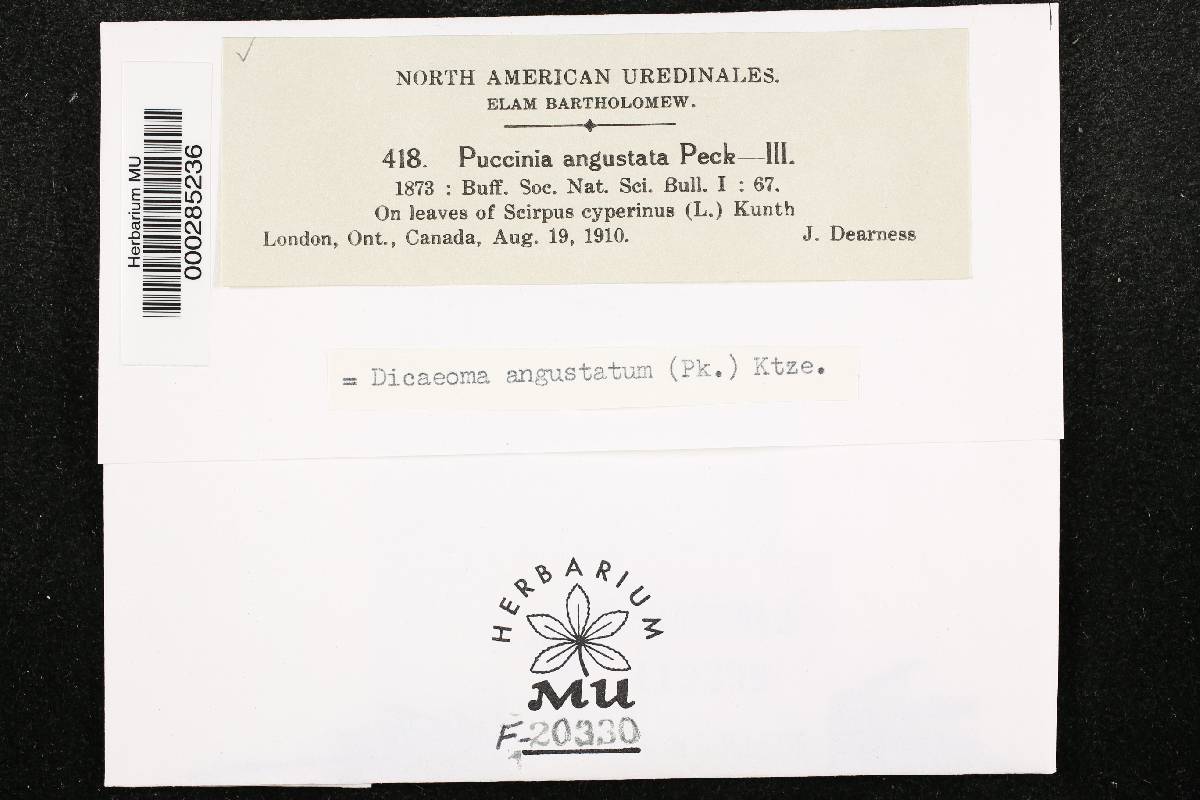 NORTH AMERICAN UREDINALES.
ELAM BARTHOLOMEW.
418. Puccinia angustata Peck—III.
1873 : Buff. Soc. Nat. Sci. Bull. I : 67.
On leaves of Scirpus cyperinus (L.) Kunth
London, Ont., Canada, Aug. 19, 1910. J. Dearness
Herbarium MU
000285236
= Dicaeoma angustatum (Pk.) Ktze.
HERBARIUM
MU
F-20330